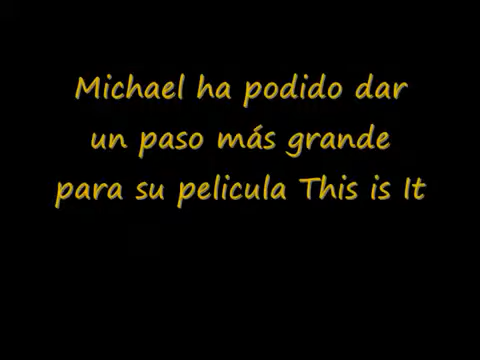 Michael ha podido dar
un paso más grande
para su pelicula This is It